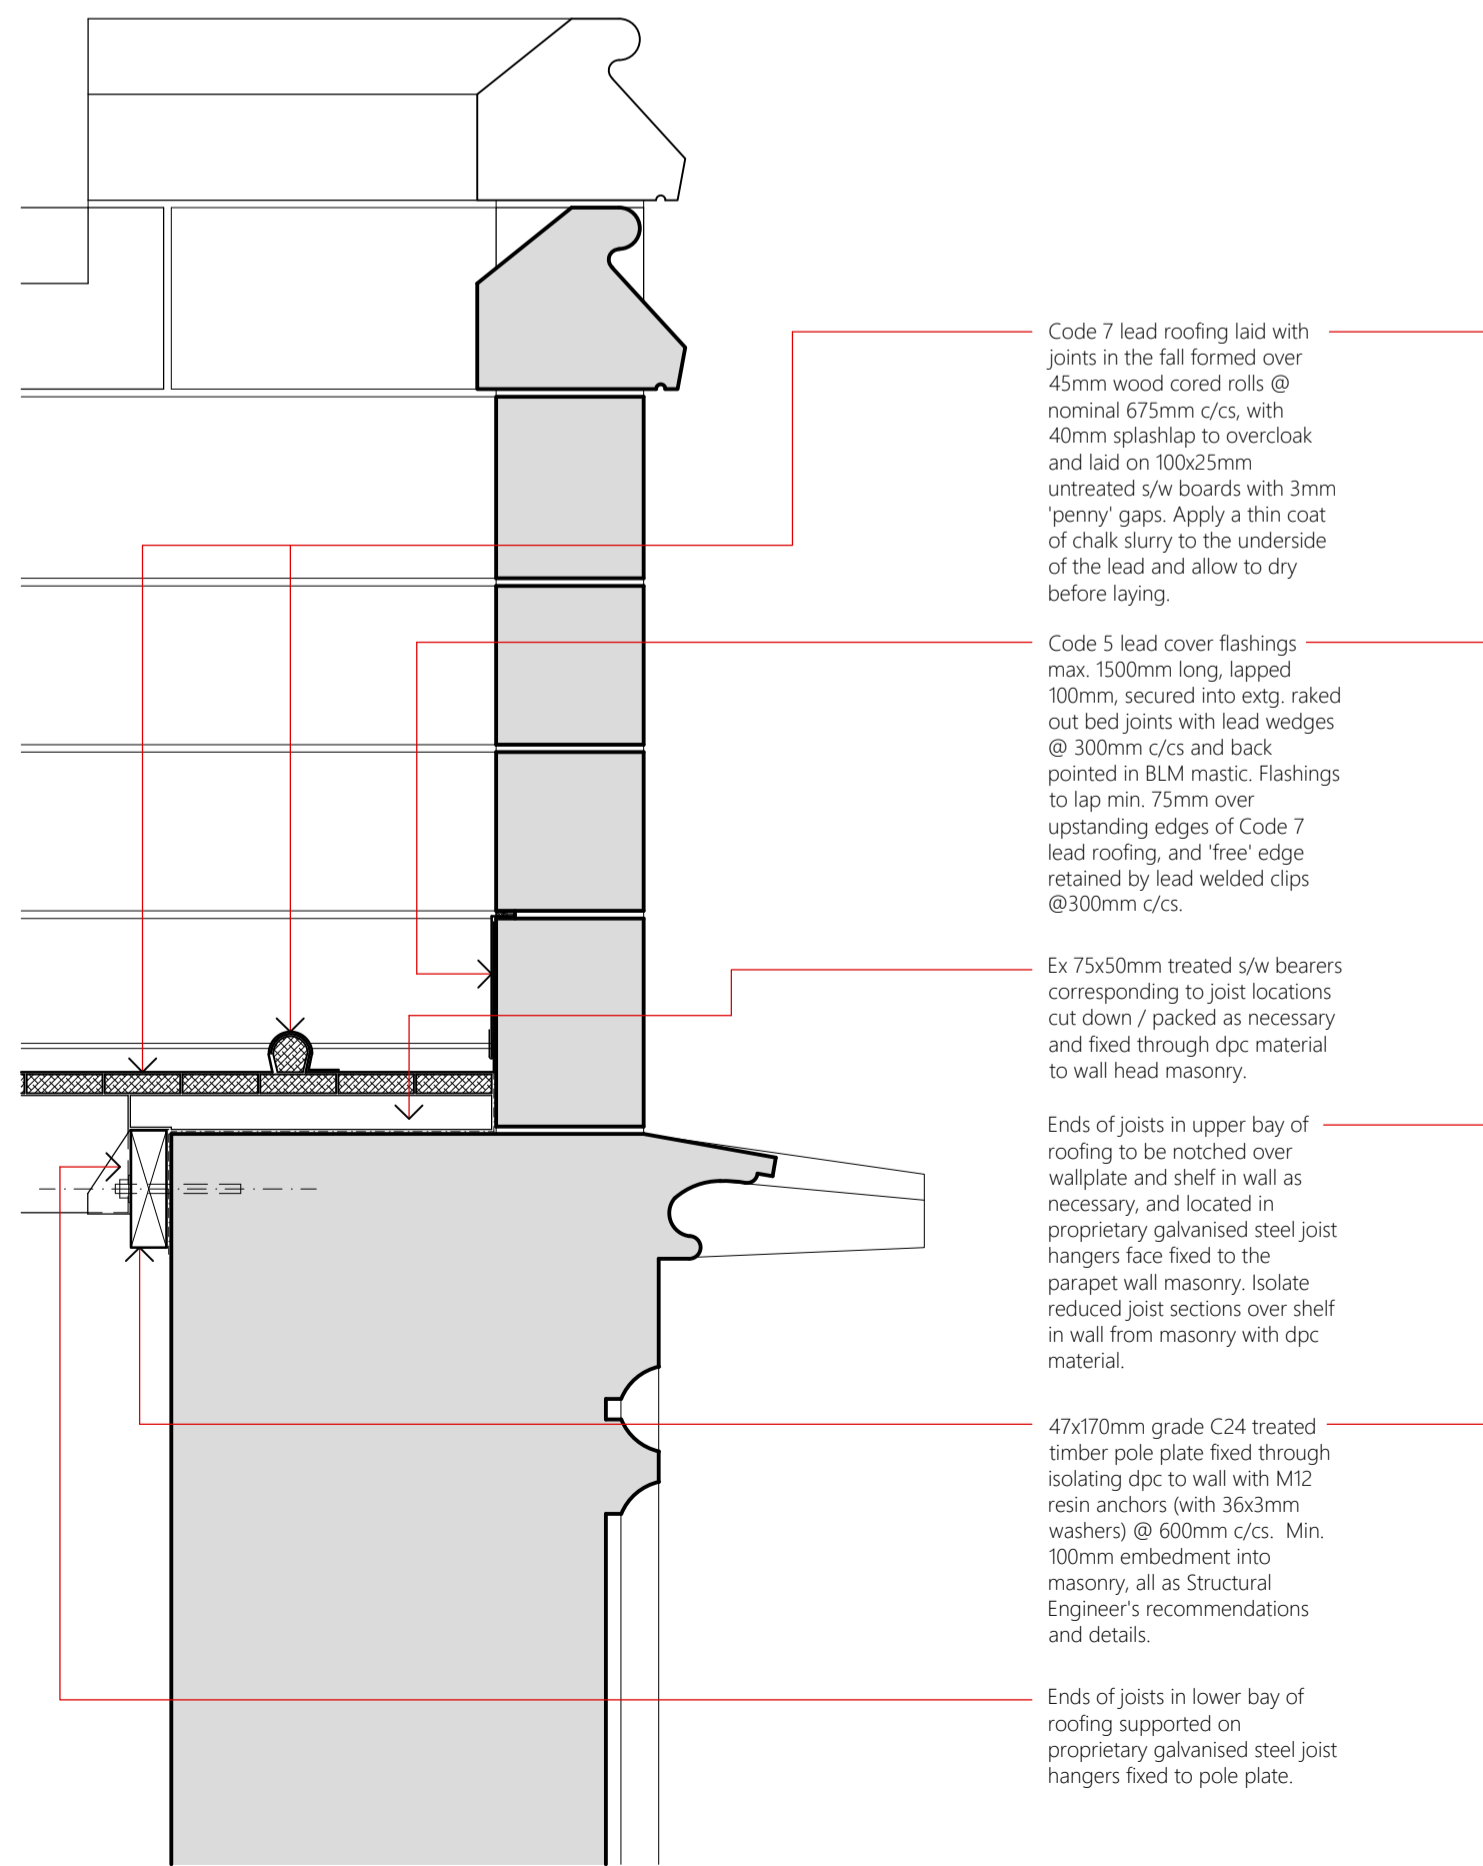 Code 7 lead roofing laid with
joints in the fall formed over
45mm wood cored rolls @
nominal 675mm c/cs, with
40mm splashlap to overcloak
and laid on 100x25mm
untreated s/w boards with 3mm
'penny' gaps. Apply a thin coat
of chalk slurry to the underside
of the lead and allow to dry
before laying.
Code 5 lead cover flashings
max. 1500mm long, lapped
100mm, secured into extg. raked
out bed joints with lead wedges
@ 300mm c/cs and back
pointed in BLM mastic. Flashings
to lap min. 75mm over
upstanding edges of Code 7
lead roofing, and 'free' edge
retained by lead welded clips
@300mm c/cs.
Ex 75x50mm treated s/w bearers
corresponding to joist locations
cut down / packed as necessary
and fixed through dpc material
to wall head masonry.
Ends of joists in upper bay of
roofing to be notched over
wallplate and shelf in wall as
necessary, and located in
proprietary galvanised steel joist
hangers face fixed to the
parapet wall masonry. Isolate
reduced joist sections over shelf
in wall from masonry with dpc
material.
47x170mm grade C24 treated
timber pole plate fixed through
isolating dpc to wall with M12
resin anchors (with 36x3mm
washers) @ 600mm c/cs.  Min.
100mm embedment into
masonry, all as Structural
Engineer's recommendations
and details.
Ends of joists in lower bay of
roofing supported on
proprietary galvanised steel joist
hangers fixed to pole plate.